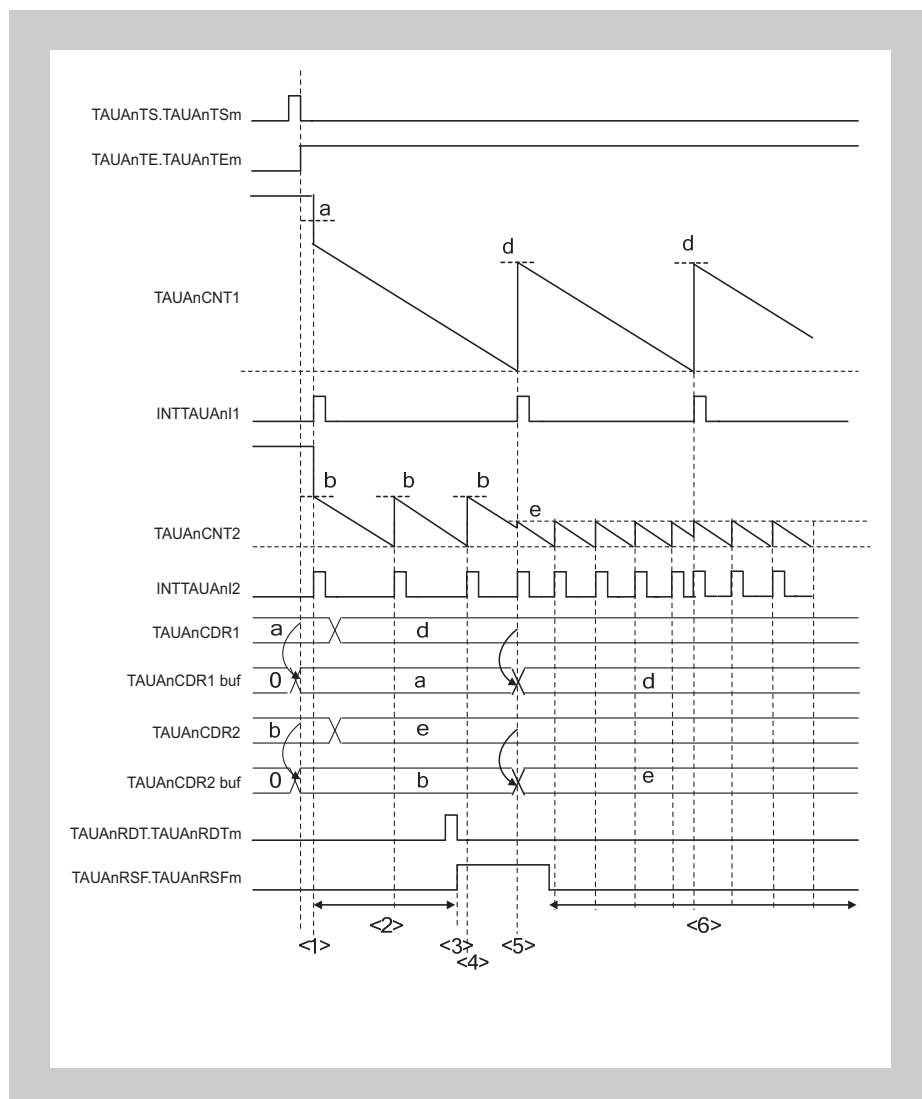 TAUAnTS.TAUAnTSm
TAUAnTE.TAUAnTEm
a
d
d
TAUAnCNT1
INTTAUAnI1
b
b
b
e
TAUAnCNT2
INTTAUAnI2
TAUAnCDR1
a
d
TAUAnCDR1 buf
0
a
d
TAUAnCDR2
b
e
TAUAnCDR2 buf
0
b
e
TAUAnRDT.TAUAnRDTm
TAUAnRSF.TAUAnRSFm
<1>
<2>
<3>
<4>
<5>
<6>